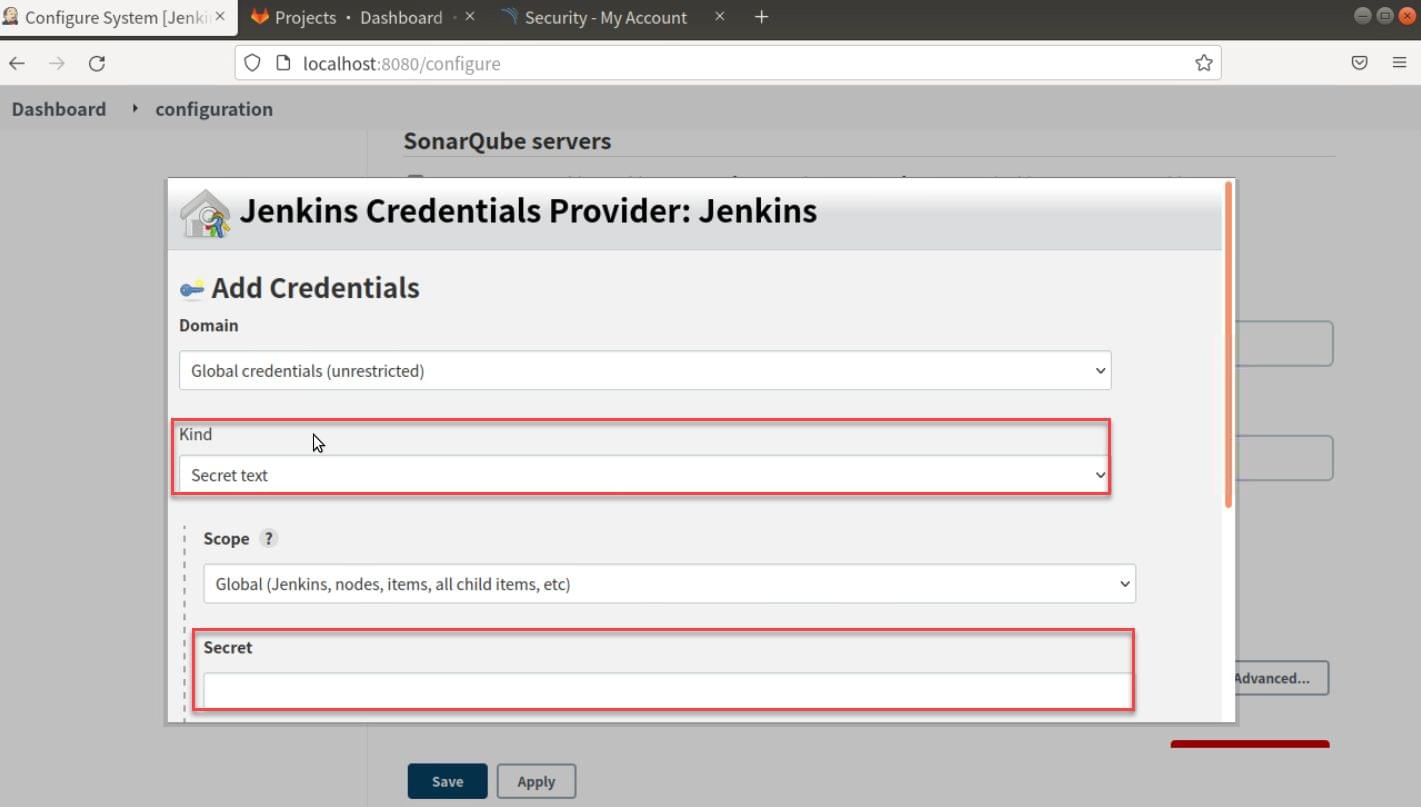 Configure System [Jenki
Projects · Dashboard ·
Security - My Account
localhost:8080/configure
Dashboard
configuration
SonarQube servers
Jenkins Credentials Provider: Jenkins
Add Credentials
Domain
Global credentials (unrestricted)
Kind
Secret text
Scope ?
Global (Jenkins, nodes, items, all child items, etc)
Secret
Advanced...
Save
Apply